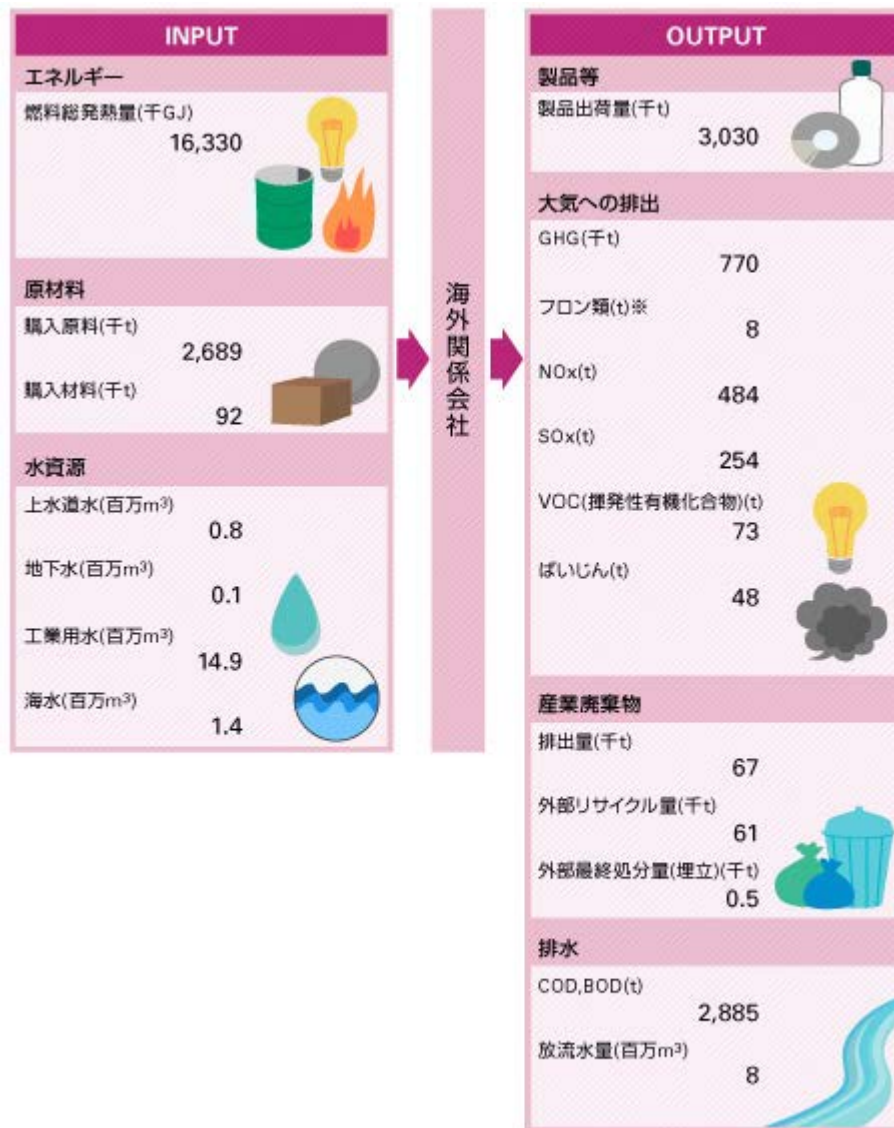 INPUT
エネルギー
燃料総発熱量(千GJ)
16,330
原材料
購入原料(千t)
2,689
購入材料(千t)
92
水資源
上水道水(百万m³)
0.8
地下水(百万m³)
0.1
工業用水(百万m³)
14.9
海水(百万m³)
1.4
海外関係会社
OUTPUT
製品等
製品出荷量(千t)
3,030
大気への排出
GHG(千t)
770
フロン類(t)※
8
NOx(t)
484
SOx(t)
254
VOC(揮発性有機化合物)(t)
73
ばいじん(t)
48
産業廃棄物
排出量(千t)
67
外部リサイクル量(千t)
61
外部最終処分量(埋立)(千t)
0.5
排水
COD,BOD(t)
2,885
放流水量(百万m³)
8